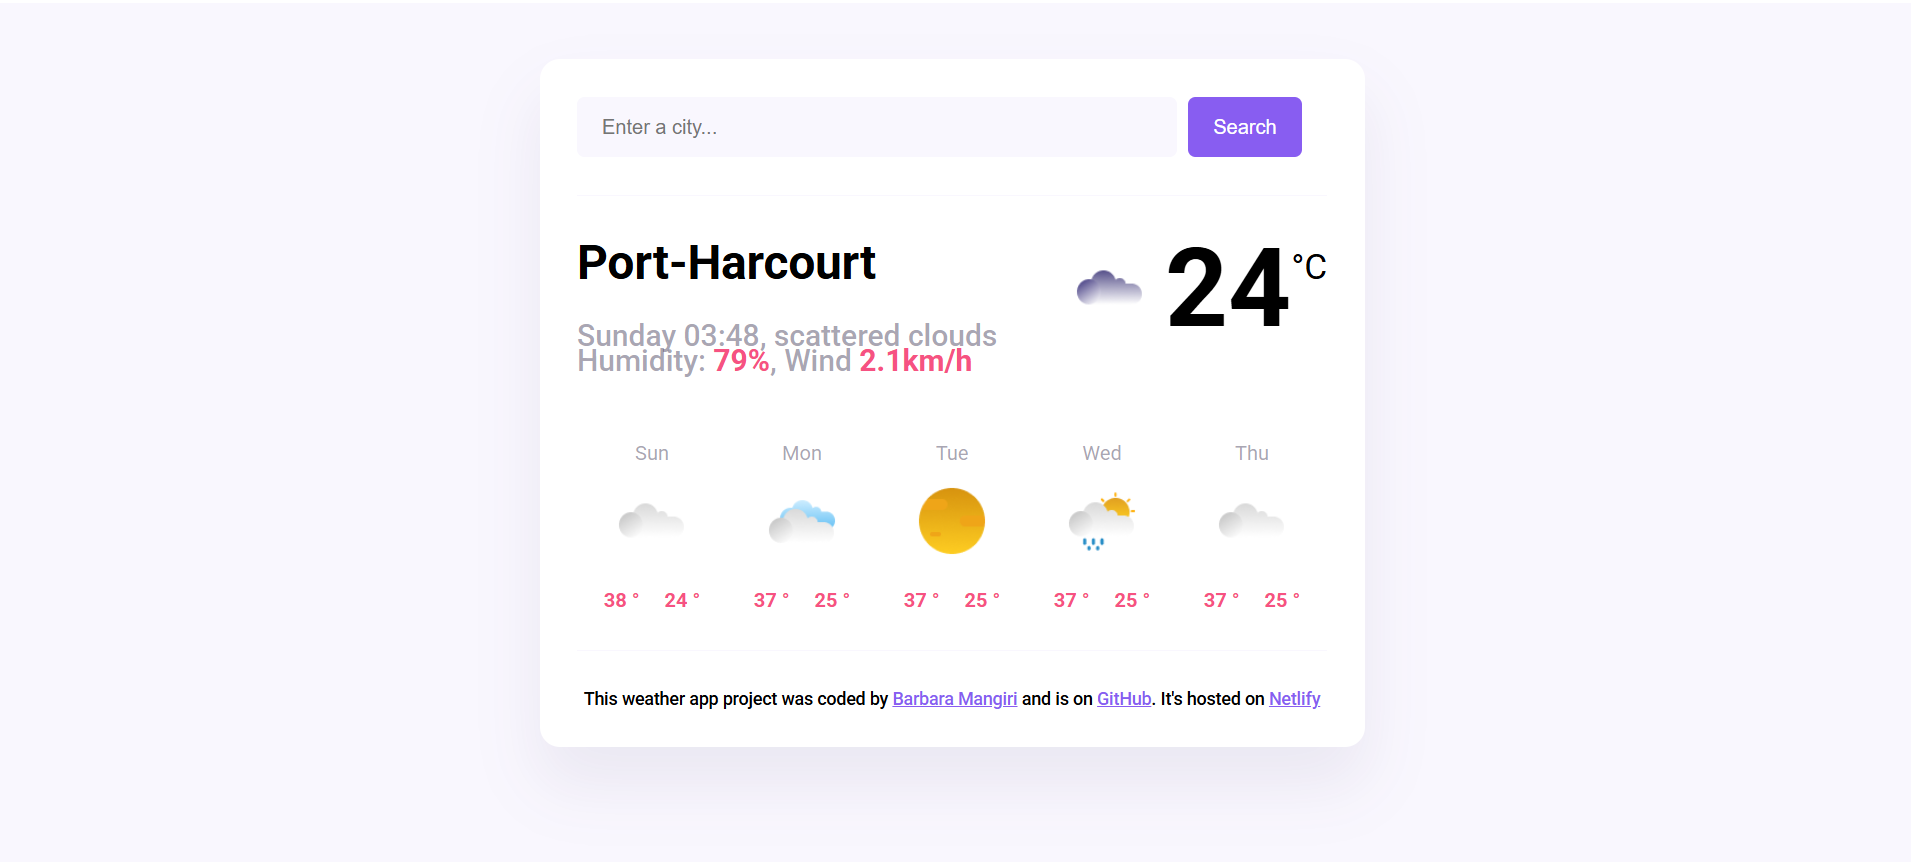 Enter a city...
Search
Port-Harcourt
24 °C
Sunday 03:48, scattered clouds
Humidity: 79%, Wind 2.1km/h
Sun Mon Tue Wed Thu
38 ° 24 ° 37 ° 25 ° 37 ° 25 ° 37 ° 25 ° 37 ° 25 °
This weather app project was coded by Barbara Mangiri and is on GitHub. It's hosted on Netlify